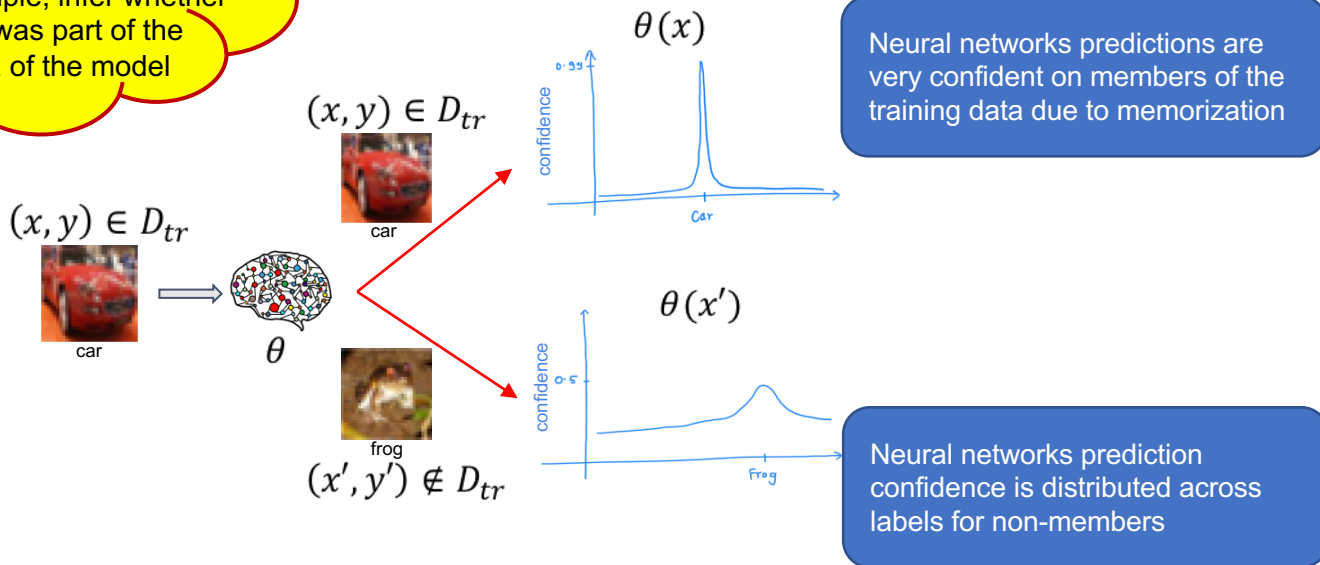 infer whether
was part of the
of the model
θ(x)
0.99
confidence
Car
Neural networks predictions are
very confident on members of the
training data due to memorization
(x, y) ∈ D_tr
car
(x, y) ∈ D_tr
car
θ
frog
(x′, y′) ∉ D_tr
θ(x′)
0.5
confidence
Frog
Neural networks prediction
confidence is distributed across
labels for non-members